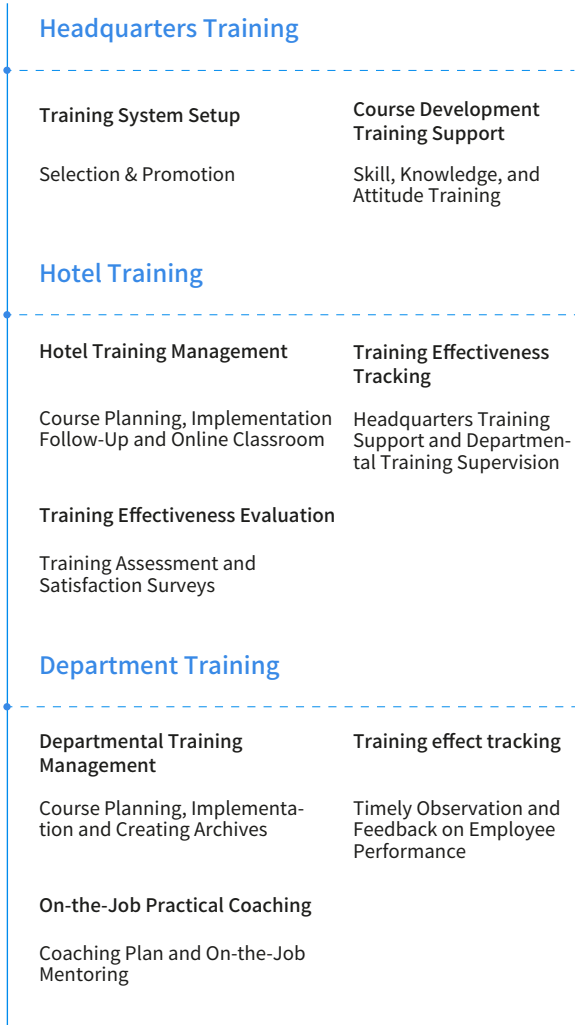 Headquarters Training
Training System Setup
Selection & Promotion
Course Development
Training Support
Skill, Knowledge, and
Attitude Training
Hotel Training
Hotel Training Management
Course Planning, Implementation
Follow-Up and Online Classroom
Training Effectiveness
Tracking
Headquarters Training
Support and Departmen-
tal Training Supervision
Training Effectiveness Evaluation
Training Assessment and
Satisfaction Surveys
Department Training
Departmental Training
Management
Course Planning, Implementa-
tion and Creating Archives
Training effect tracking
Timely Observation and
Feedback on Employee
Performance
On-the-Job Practical Coaching
Coaching Plan and On-the-Job
Mentoring